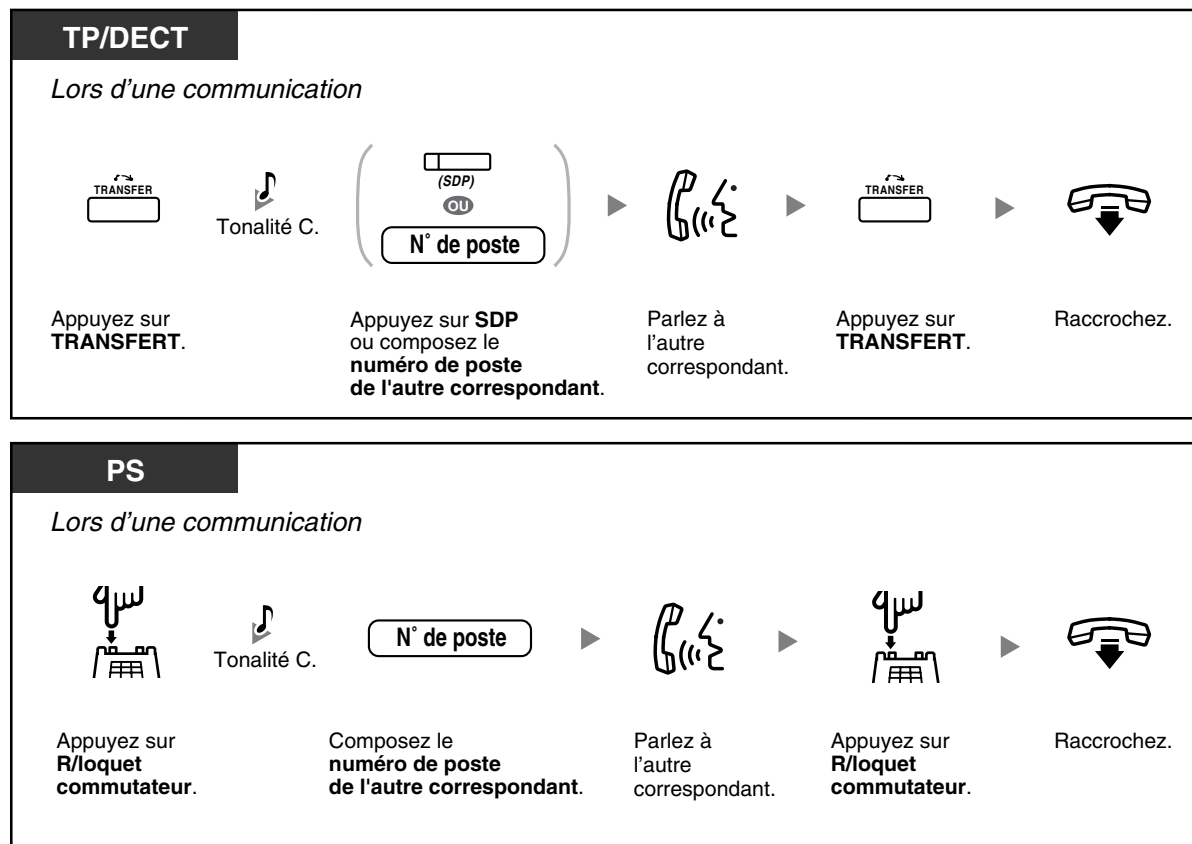 TP/DECT
Lors d'une communication
TRANSFER
Tonalité C.
(SDP)
OU
N° de poste
TRANSFER
Appuyez sur
TRANSFERT.
Appuyez sur SDP
ou composez le
numéro de poste
de l'autre correspondant.
Parlez à
l'autre
correspondant.
Appuyez sur
TRANSFERT.
Raccrochez.
PS
Lors d'une communication
Tonalité C.
N° de poste
Appuyez sur
R/loquet
commutateur.
Composez le
numéro de poste
de l'autre correspondant.
Parlez à
l'autre
correspondant.
Appuyez sur
R/loquet
commutateur.
Raccrochez.